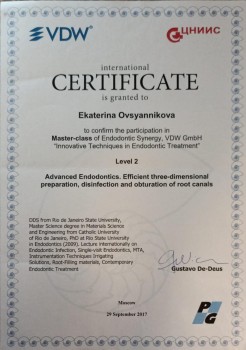 VDW
ЦНИИС
international
CERTIFICATE
is granted to
Ekaterina Ovsyannikova
to confirm the participation in
Master-class of Endodontic Synergy, VDW GmbH
"Innovative Techniques in Endodontic Treatment"
Level 2
Advanced Endodontics. Efficient three-dimensional
preparation, disinfection and obturation of root canals
DDS from Rio de Janeiro State University,
Master Science degree in Materials Science
and Engineering from Catholic University
of Rio de Janeiro, PhD at Rio State University
in Endodontics (2009). Lecture internationally on
Endodontic Infection, Single-visit Endodontics, MTA,
Instrumentation Techniques Irrigating
Solutions, Root-Filling materials, Contemporary
Endodontic Treatment
Gustavo De-Deus
Moscow
29 September 2017